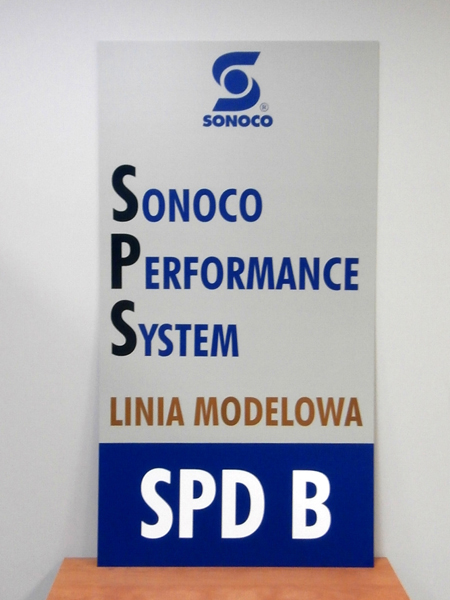 ®
SONOCO
SONOCO
PERFORMANCE
SYSTEM
LINIA MODELOWA
SPD B